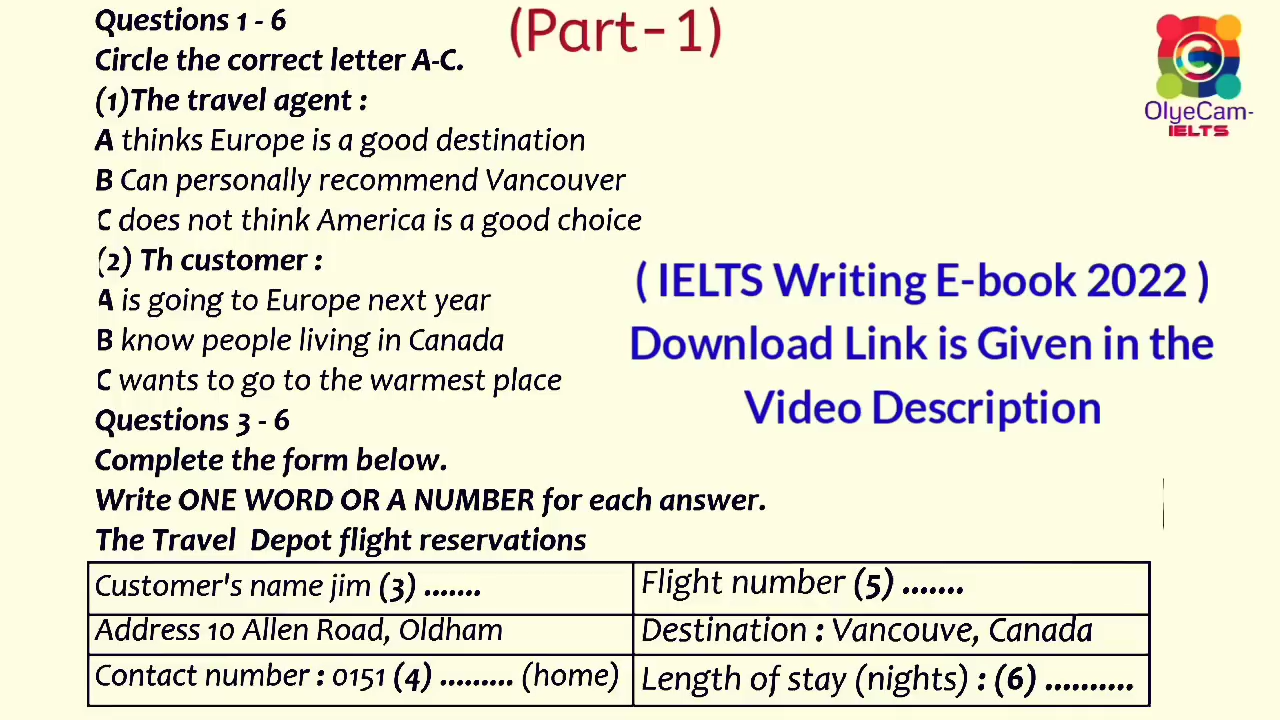 Questions 1 - 6
(Part-1)
Circle the correct letter A-C.
(1)The travel agent :
A thinks Europe is a good destination
B Can personally recommend Vancouver
C does not think America is a good choice
(2) Th customer :
A is going to Europe next year
B know people living in Canada
C wants to go to the warmest place
Questions 3 - 6
Complete the form below.
Write ONE WORD OR A NUMBER for each answer.
The Travel Depot flight reservations
Customer's name jim (3) .......
Flight number (5) .......
Address 10 Allen Road, Oldham
Destination : Vancouve, Canada
Contact number : 0151 (4) ......... (home)
Length of stay (nights) : (6) ..........
C
OlyeCam-
IELTS
( IELTS Writing E-book 2022 )
Download Link is Given in the
Video Description